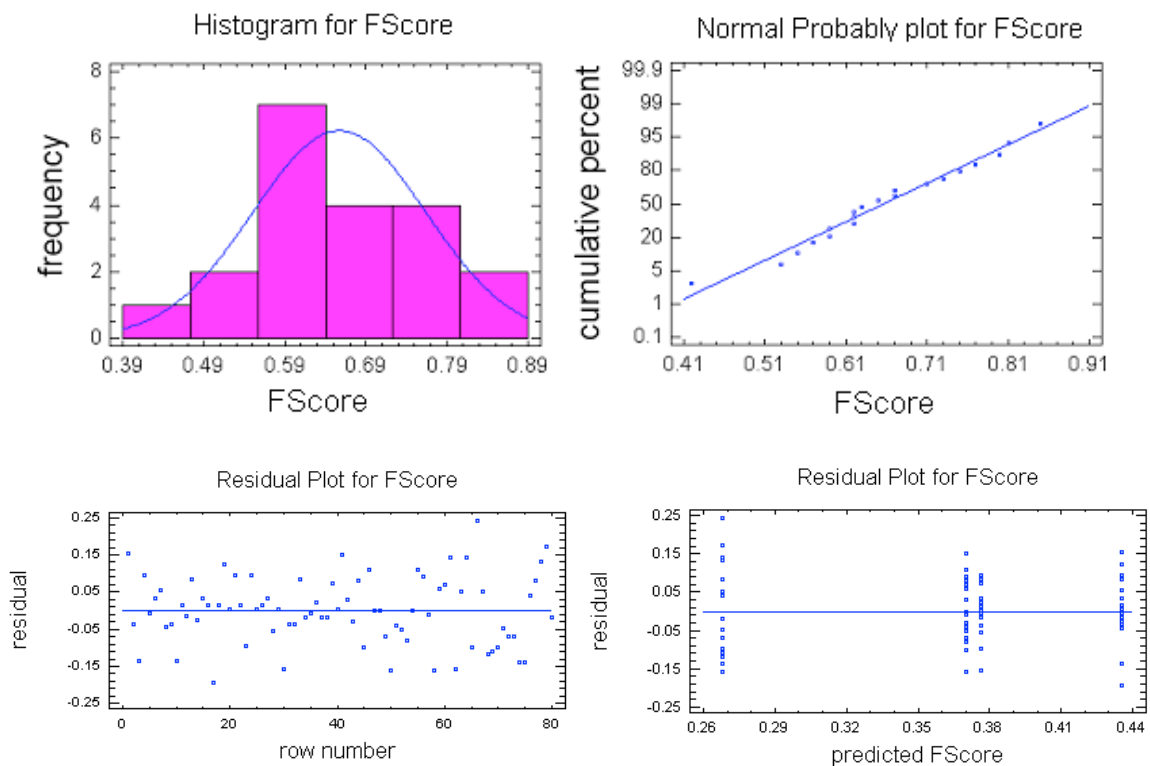 Histogram for FScore
frequency
8
6
4
2
0
0.39 0.49 0.59 0.69 0.79 0.89
FScore
Normal Probably plot for FScore
cumulative percent
99.9
99
95
80
50
20
5
1
0.1
0.41 0.51 0.61 0.71 0.81 0.91
FScore
Residual Plot for FScore
residual
0.25
0.15
0.05
-0.05
-0.15
-0.25
0 20 40 60 80
row number
Residual Plot for FScore
residual
0.25
0.15
0.05
-0.05
-0.15
-0.25
0.26 0.29 0.32 0.35 0.38 0.41 0.44
predicted FScore